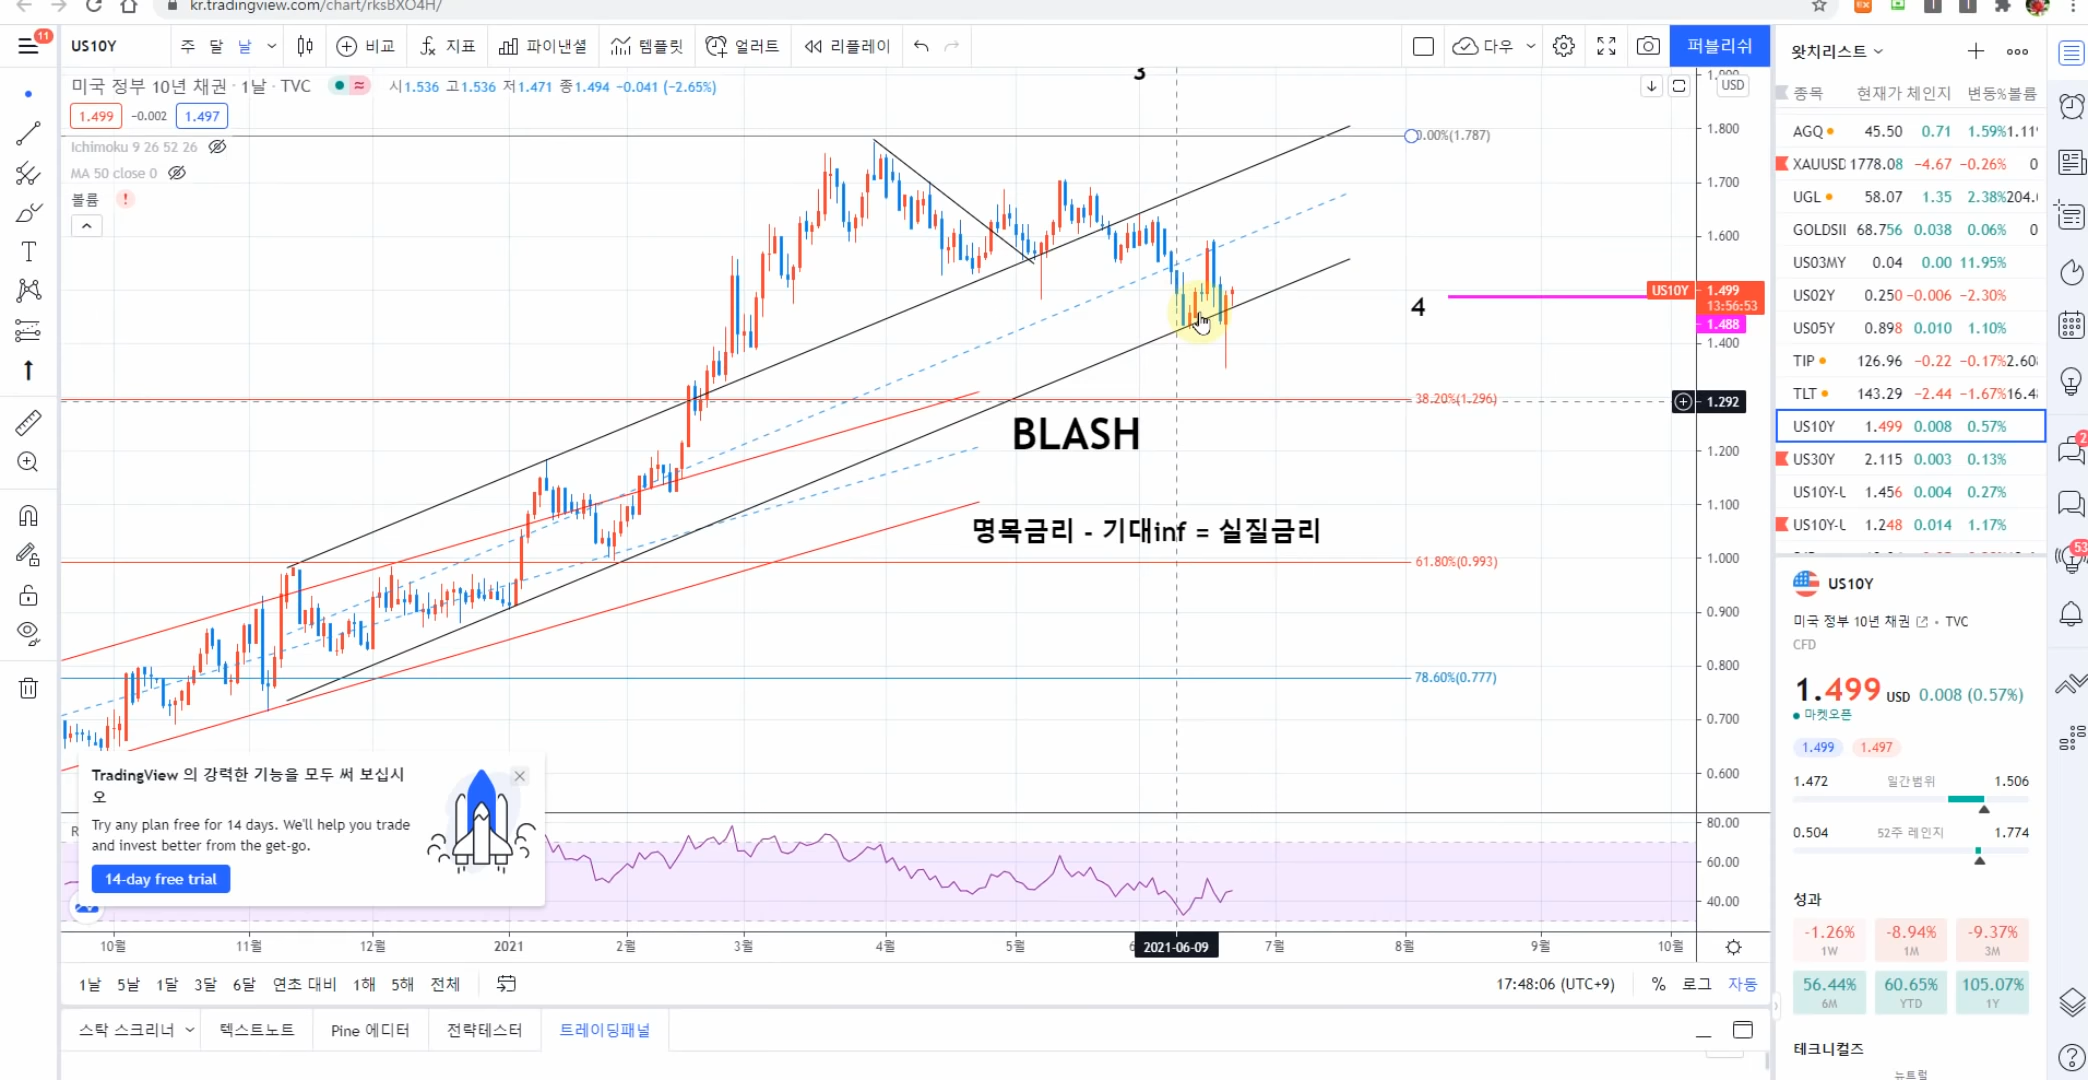 kr.tradingview.com/chart/rksBXO4H/
11
US10Y
주 달 날
비교
지표
파이낸셜
템플릿
얼러트
리플레이
다우
퍼블리쉬
미국 정부 10년 채권 · 1날 · TVC
시1.536 고1.536 저1.471 종1.494 −0.041 (−2.65%)
1.499 −0.002 1.497
Ichimoku 9 26 52 26
MA 50 close 0
볼륨 !
3
USD
0.00%(1.787)
4
BLASH
명목금리 - 기대inf = 실질금리
38.20%(1.296)
61.80%(0.993)
78.60%(0.777)
1.800
1.700
1.600
US10Y 1.499
13:56:53
1.488
1.400
1.292
1.200
1.100
1.000
0.900
0.800
0.700
0.600
80.00
60.00
40.00
TradingView 의 강력한 기능을 모두 써 보십시
오
Try any plan free for 14 days. We'll help you trade
and invest better from the get-go.
14-day free trial
10월 11월 12월 2021 2월 3월 4월 5월 2021-06-09 7월 8월 9월 10월
1날 5날 1달 3달 6달 연초 대비 1해 5해 전체
17:48:06 (UTC+9) % 로그 자동
스탁 스크리너 텍스트노트 Pine 에디터 전략테스터 트레이딩패널
왓치리스트
종목 현재가 체인지 변동% 볼륨
AGQ 45.50 0.71 1.59% 1.11
XAUUSD 1778.08 −4.67 −0.26% 0
UGL 58.07 1.35 2.38% 204.
GOLDSIL 68.756 0.038 0.06% 0
US03MY 0.04 0.00 11.95%
US02Y 0.250 −0.006 −2.30%
US05Y 0.898 0.010 1.10%
TIP 126.96 −0.22 −0.17% 2.60
TLT 143.29 −2.44 −1.67% 16.4
US10Y 1.499 0.008 0.57%
US30Y 2.115 0.003 0.13%
US10Y-U 1.456 0.004 0.27%
US10Y-U 1.248 0.014 1.17%
US10Y
미국 정부 10년 채권 • TVC
CFD
1.499 USD 0.008 (0.57%)
마켓오픈
1.499 1.497
1.472 일간범위 1.506
0.504 52주 레인지 1.774
성과
-1.26% -8.94% -9.37%
1W 1M 3M
56.44% 60.65% 105.07%
6M YTD 1Y
테크니컬즈
뉴트럴
53